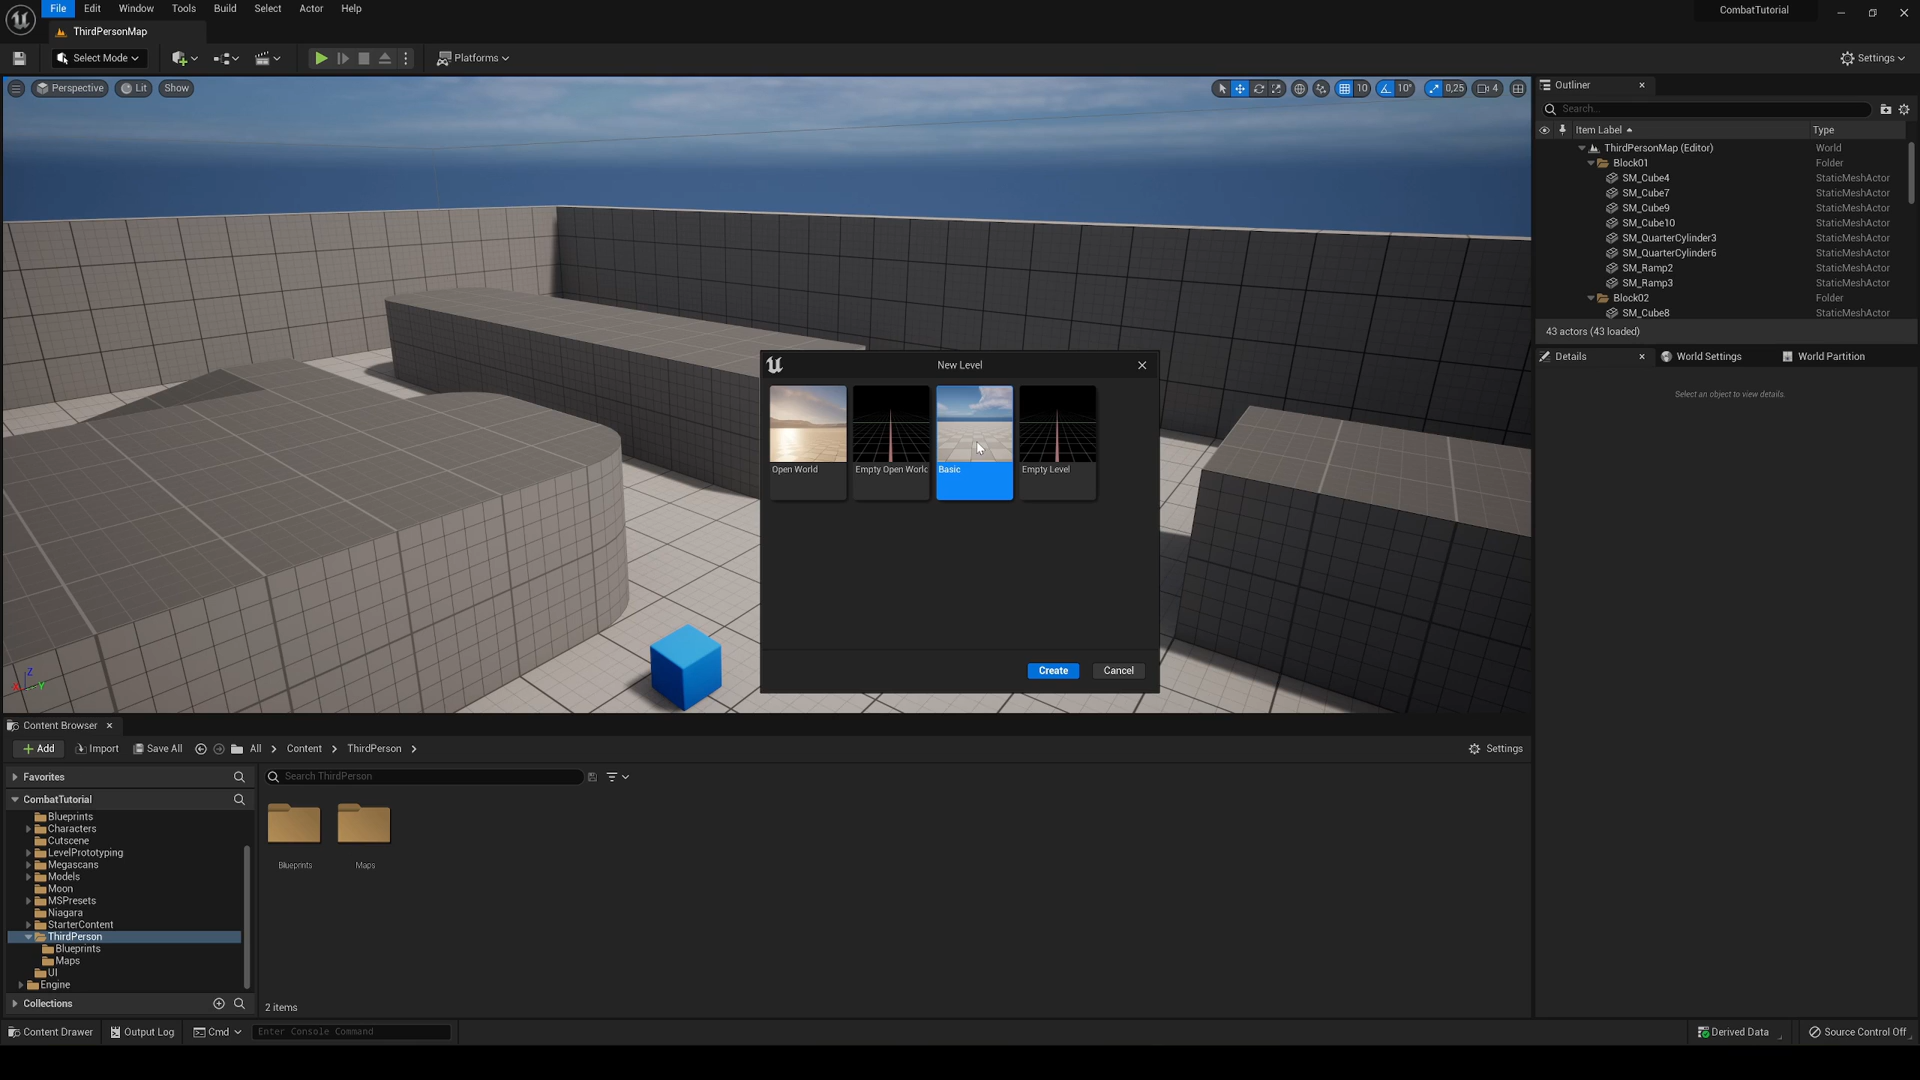 File Edit Window Tools Build Select Actor Help
CombatTutorial
ThirdPersonMap
Select Mode
Platforms
Settings
Perspective
Lit
Show
10
10°
0,25
4
Outliner
Search...
Item Label
Type
ThirdPersonMap (Editor) World
Block01 Folder
SM_Cube4 StaticMeshActor
SM_Cube7 StaticMeshActor
SM_Cube9 StaticMeshActor
SM_Cube10 StaticMeshActor
SM_QuarterCylinder3 StaticMeshActor
SM_QuarterCylinder6 StaticMeshActor
SM_Ramp2 StaticMeshActor
SM_Ramp3 StaticMeshActor
Block02 Folder
SM_Cube8 StaticMeshActor
43 actors (43 loaded)
Details
World Settings
World Partition
Select an object to view details.
New Level
Open World
Empty Open World
Basic
Empty Level
Create
Cancel
Content Browser
Add
Import
Save All
All > Content > ThirdPerson >
Settings
Favorites
Search ThirdPerson
CombatTutorial
Blueprints
Characters
Cutscene
LevelPrototyping
Megascans
Models
Moon
MSPresets
Niagara
StarterContent
ThirdPerson
Blueprints
Maps
UI
Engine
Collections
Blueprints
Maps
2 items
Content Drawer
Output Log
Cmd
Enter Console Command
Derived Data
Source Control Off